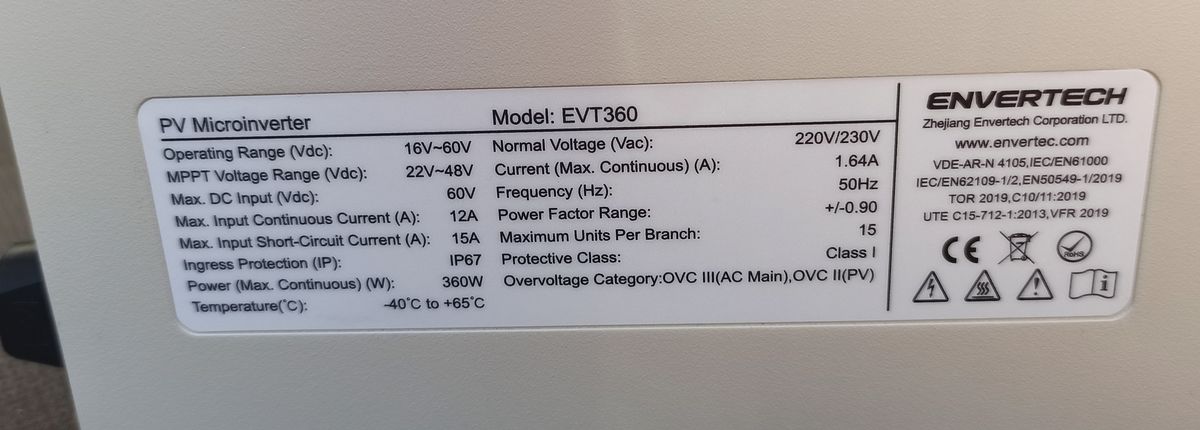 PV Microinverter Model: EVT360
Operating Range (Vdc): 16V~60V
MPPT Voltage Range (Vdc): 22V~48V
Max. DC Input (Vdc): 60V
Max. Input Continuous Current (A): 12A
Max. Input Short-Circuit Current (A): 15A
Ingress Protection (IP): IP67
Power (Max. Continuous) (W): 360W
Temperature(°C): -40°C to +65°C
Normal Voltage (Vac): 220V/230V
Current (Max. Continuous) (A): 1.64A
Frequency (Hz): 50Hz
Power Factor Range: +/-0.90
Maximum Units Per Branch: 15
Protective Class: Class I
Overvoltage Category:OVC III(AC Main),OVC II(PV)
ENVERTECH
Zhejiang Envertech Corporation LTD.
www.envertec.com
VDE-AR-N 4105,IEC/EN61000
IEC/EN62109-1/2,EN50549-1/2019
TOR 2019,C10/11:2019
UTE C15-712-1:2013,VFR 2019
CE
RoHS